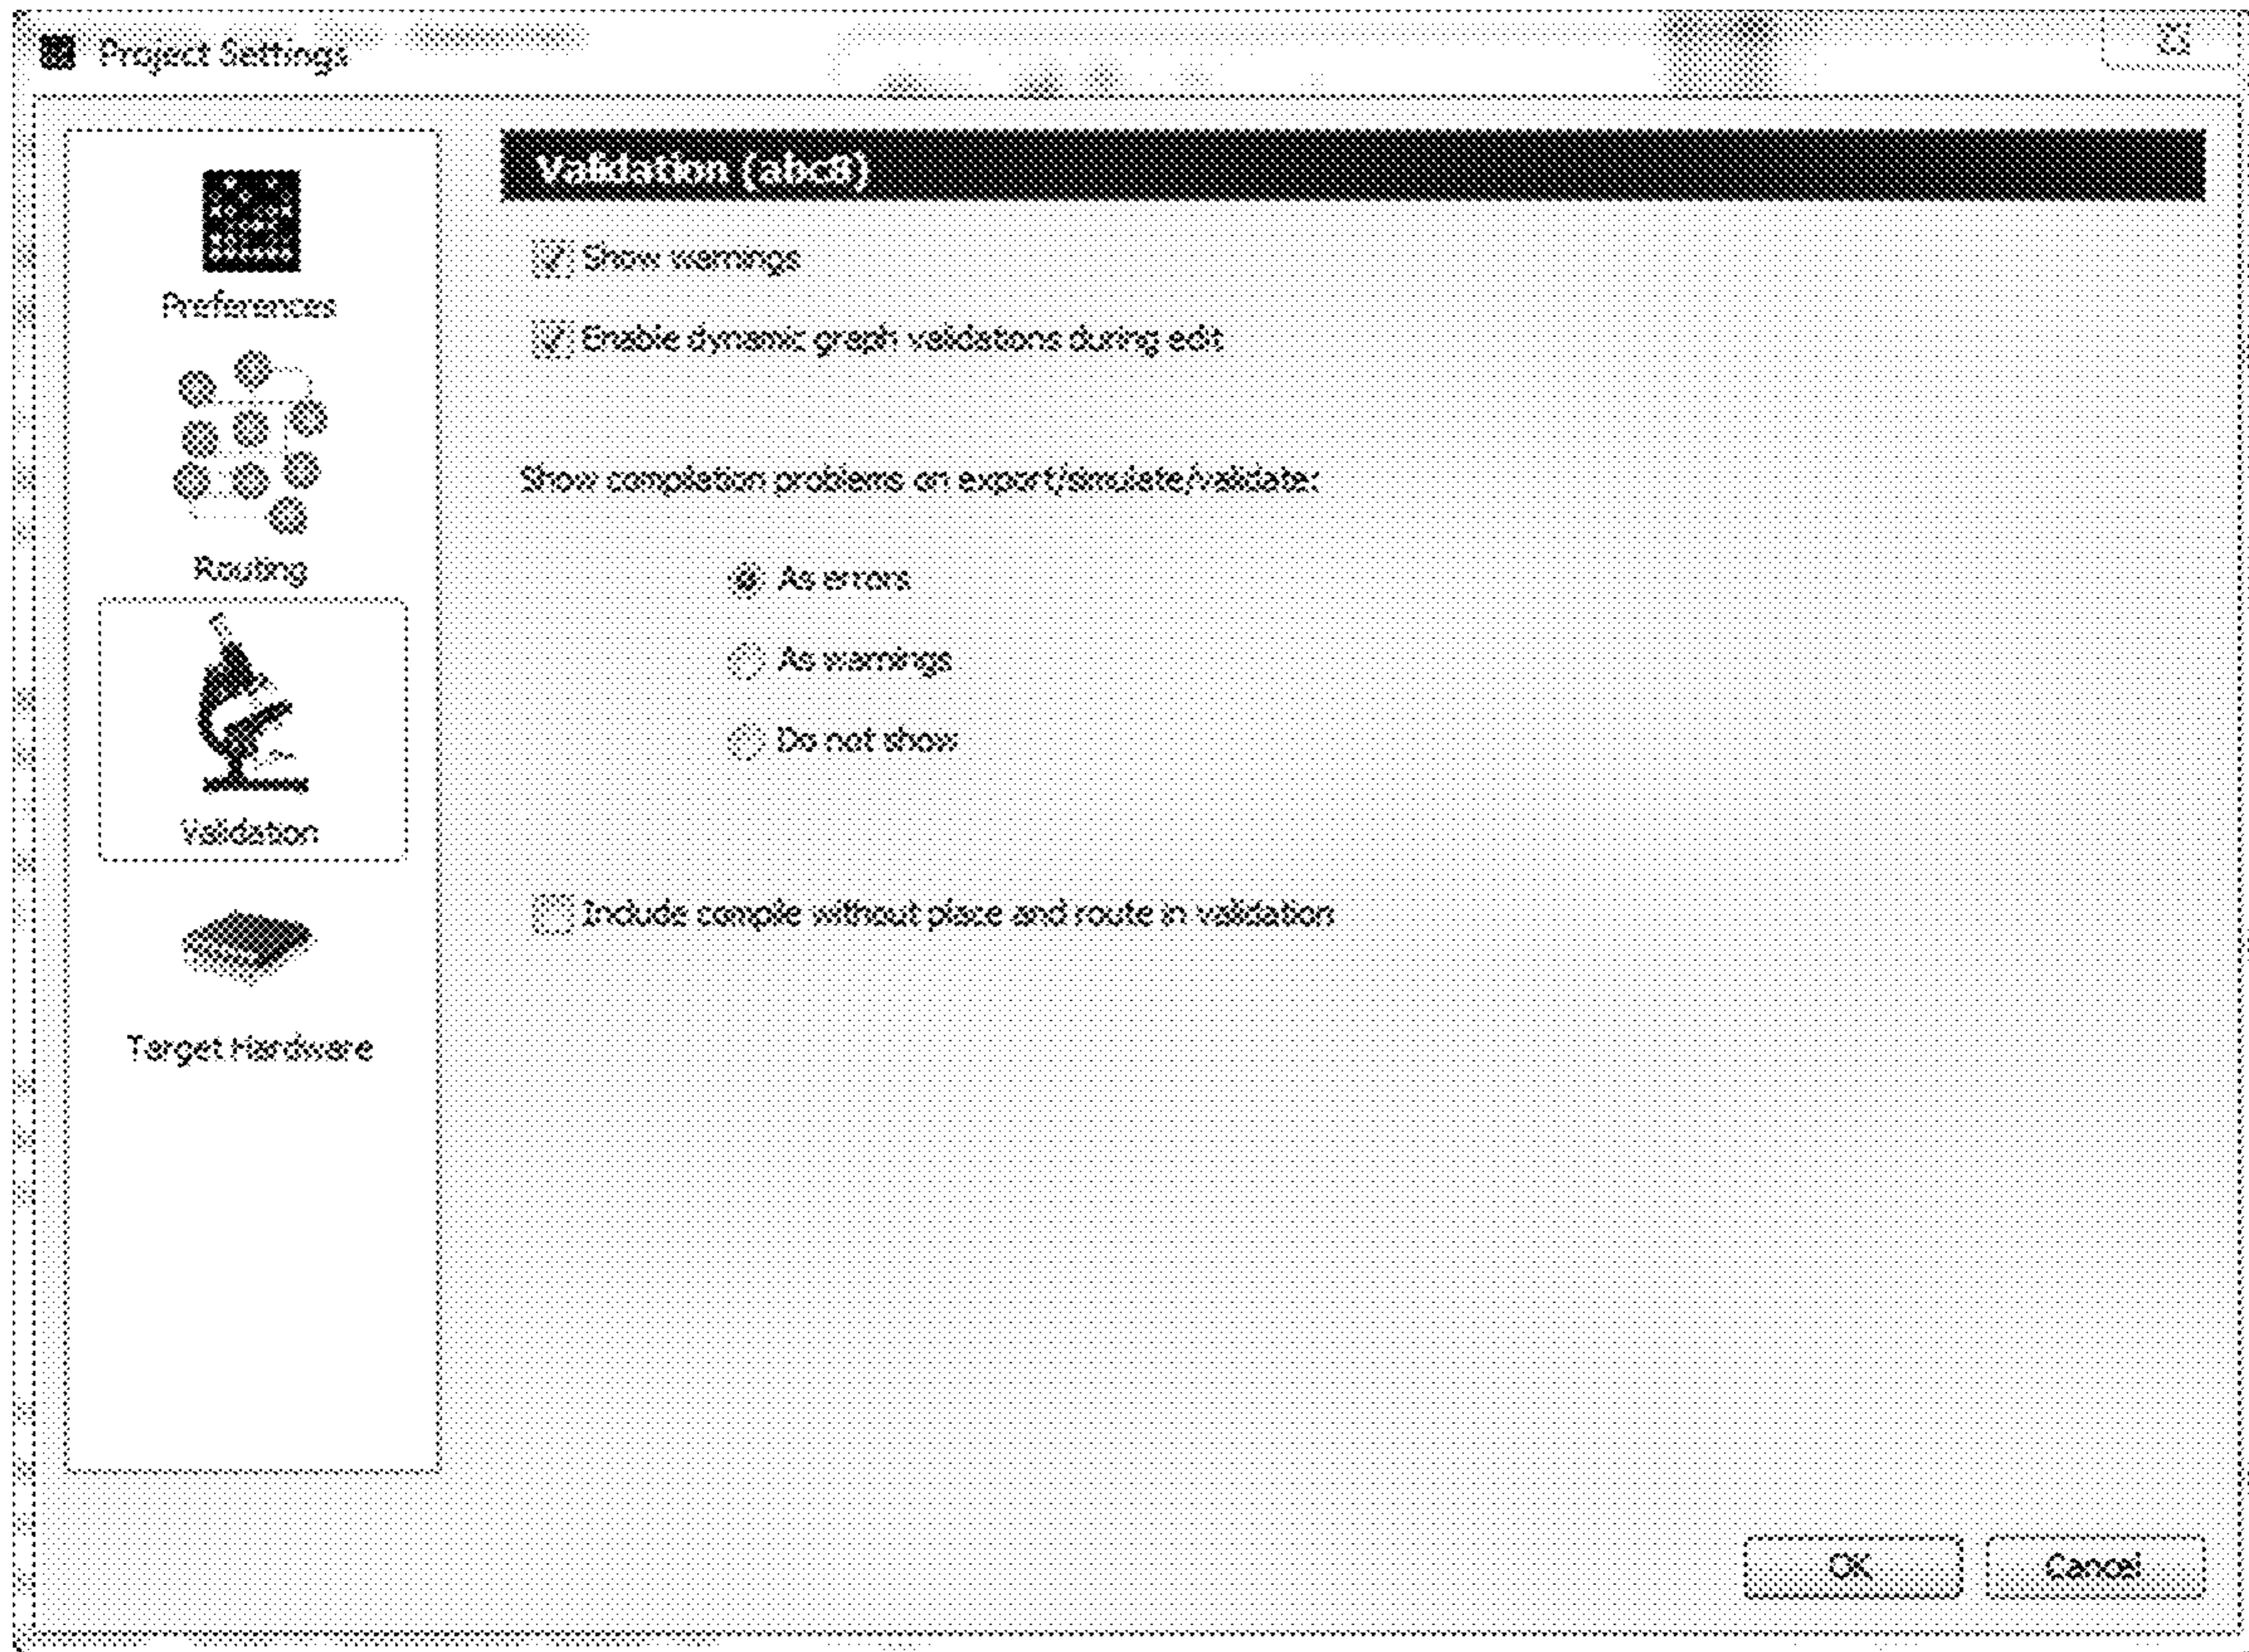 Project Settings
Preferences
Routing
Validation
Target Hardware
Validation (abc8)
Show warnings
Enable dynamic graph validations during edit
Show completion problems on export/simulate/validate:
As errors
As warnings
Do not show
Include compile without place and route in validation
OK
Cancel